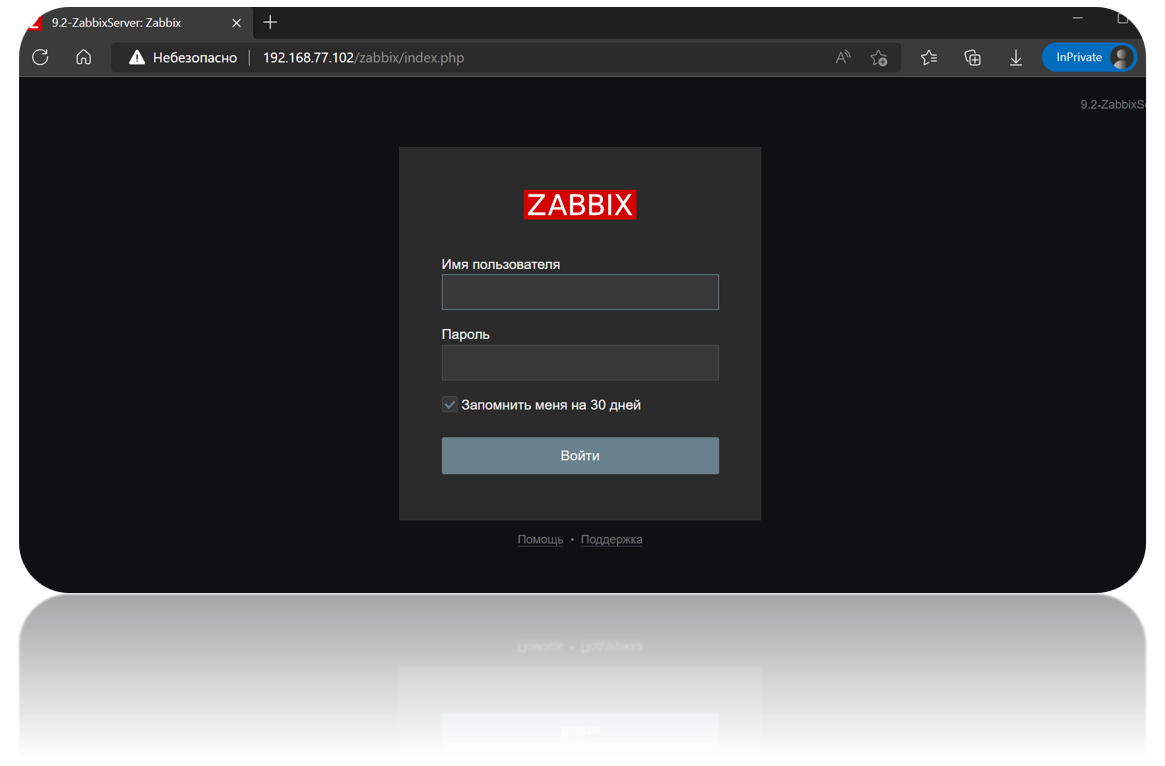 9.2-ZabbixServer: Zabbix
Небезопасно 192.168.77.102/zabbix/index.php InPrivate
9.2-ZabbixS
ZABBIX
Имя пользователя
Пароль
Запомнить меня на 30 дней
Войти
Помощь • Поддержка